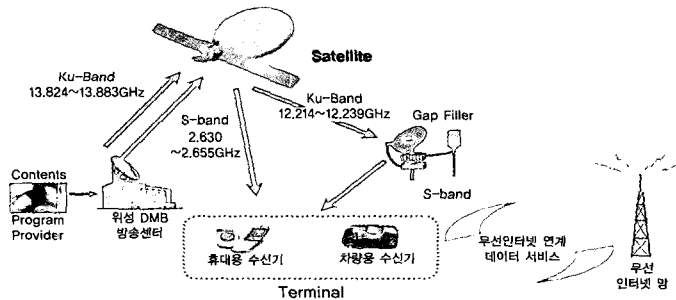 Satellite
Ku-Band
13.824~13.883GHz
S-band
2.630
~2.655GHz
Ku-Band
12.214~12.239GHz
Gap Filler
S-band
Contents
Program
Provider
위성 DMB
방송센터
휴대용 수신기
차량용 수신기
Terminal
무선인터넷 연계
데이터 서비스
무선
인터넷 망